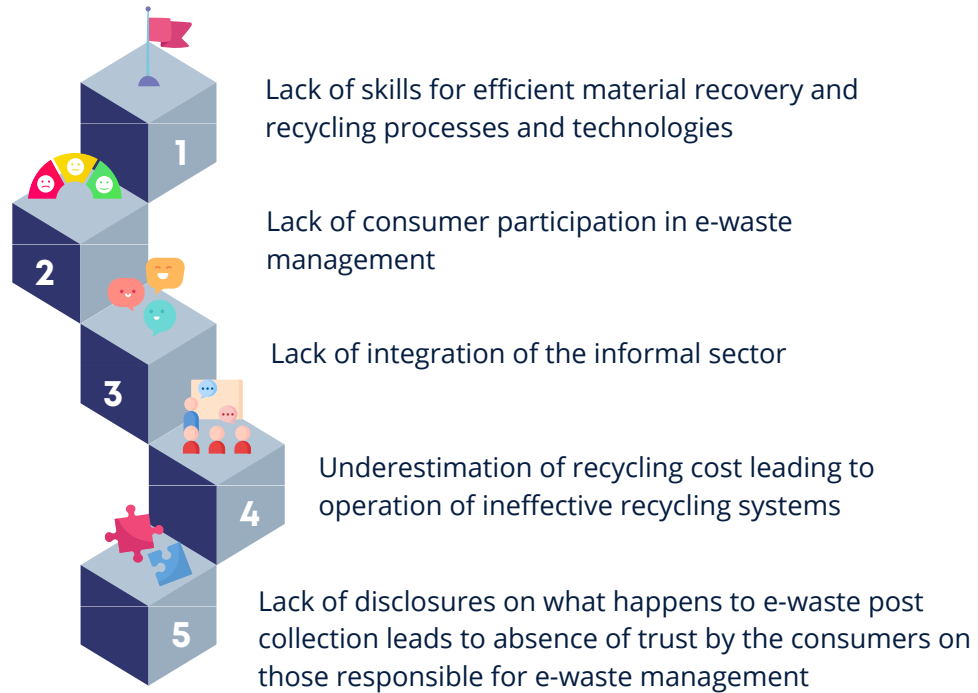 1
Lack of skills for efficient material recovery and
recycling processes and technologies
2
Lack of consumer participation in e-waste
management
3
Lack of integration of the informal sector
4
Underestimation of recycling cost leading to
operation of ineffective recycling systems
5
Lack of disclosures on what happens to e-waste post
collection leads to absence of trust by the consumers on
those responsible for e-waste management